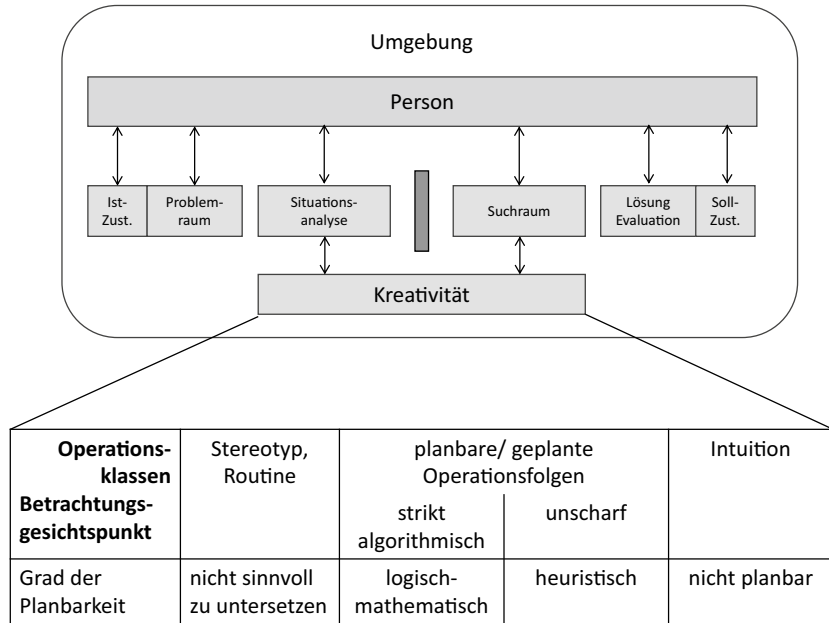 Umgebung
Person
Ist-
Zust.
Problem-
raum
Situations-
analyse
Suchraum
Lösung
Evaluation
Soll-
Zust.
Kreativität
Operations-
klassen
Betrachtungs-
gesichtspunkt
Stereotyp,
Routine
planbare/ geplante
Operationsfolgen
strikt
algorithmisch
unscharf
Intuition
Grad der
Planbarkeit
nicht sinnvoll
zu untersetzen
logisch-
mathematisch
heuristisch
nicht planbar